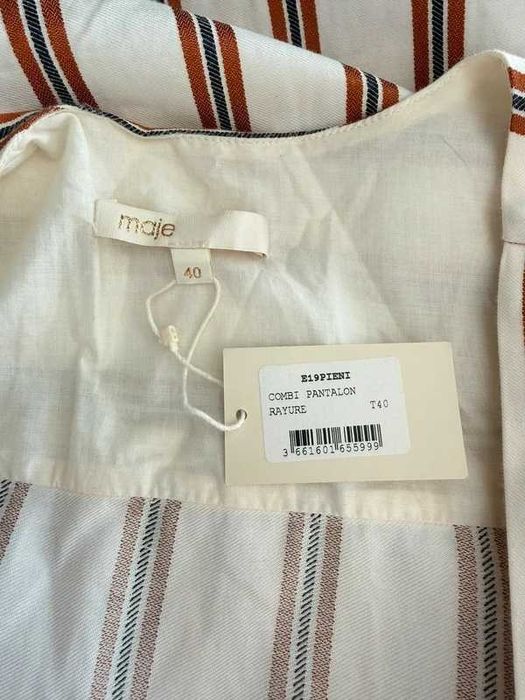 maje
40
E19PIENI
COMBI PANTALON
RAYURE T40
3 661601 655999